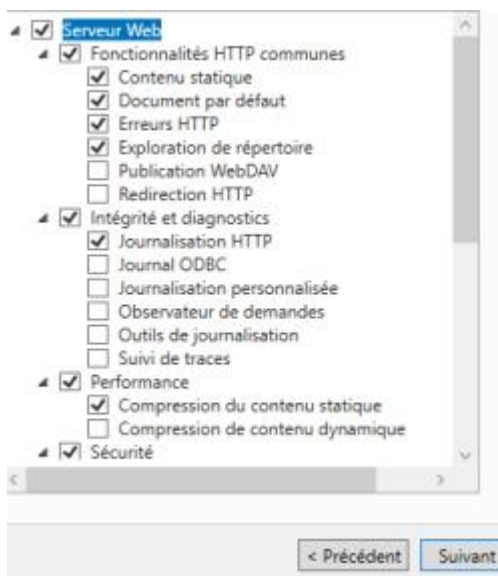 Serveur Web
Fonctionnalités HTTP communes
Contenu statique
Document par défaut
Erreurs HTTP
Exploration de répertoire
Publication WebDAV
Redirection HTTP
Intégrité et diagnostics
Journalisation HTTP
Journal ODBC
Journalisation personnalisée
Observateur de demandes
Outils de journalisation
Suivi de traces
Performance
Compression du contenu statique
Compression de contenu dynamique
Sécurité
< Précédent Suivant